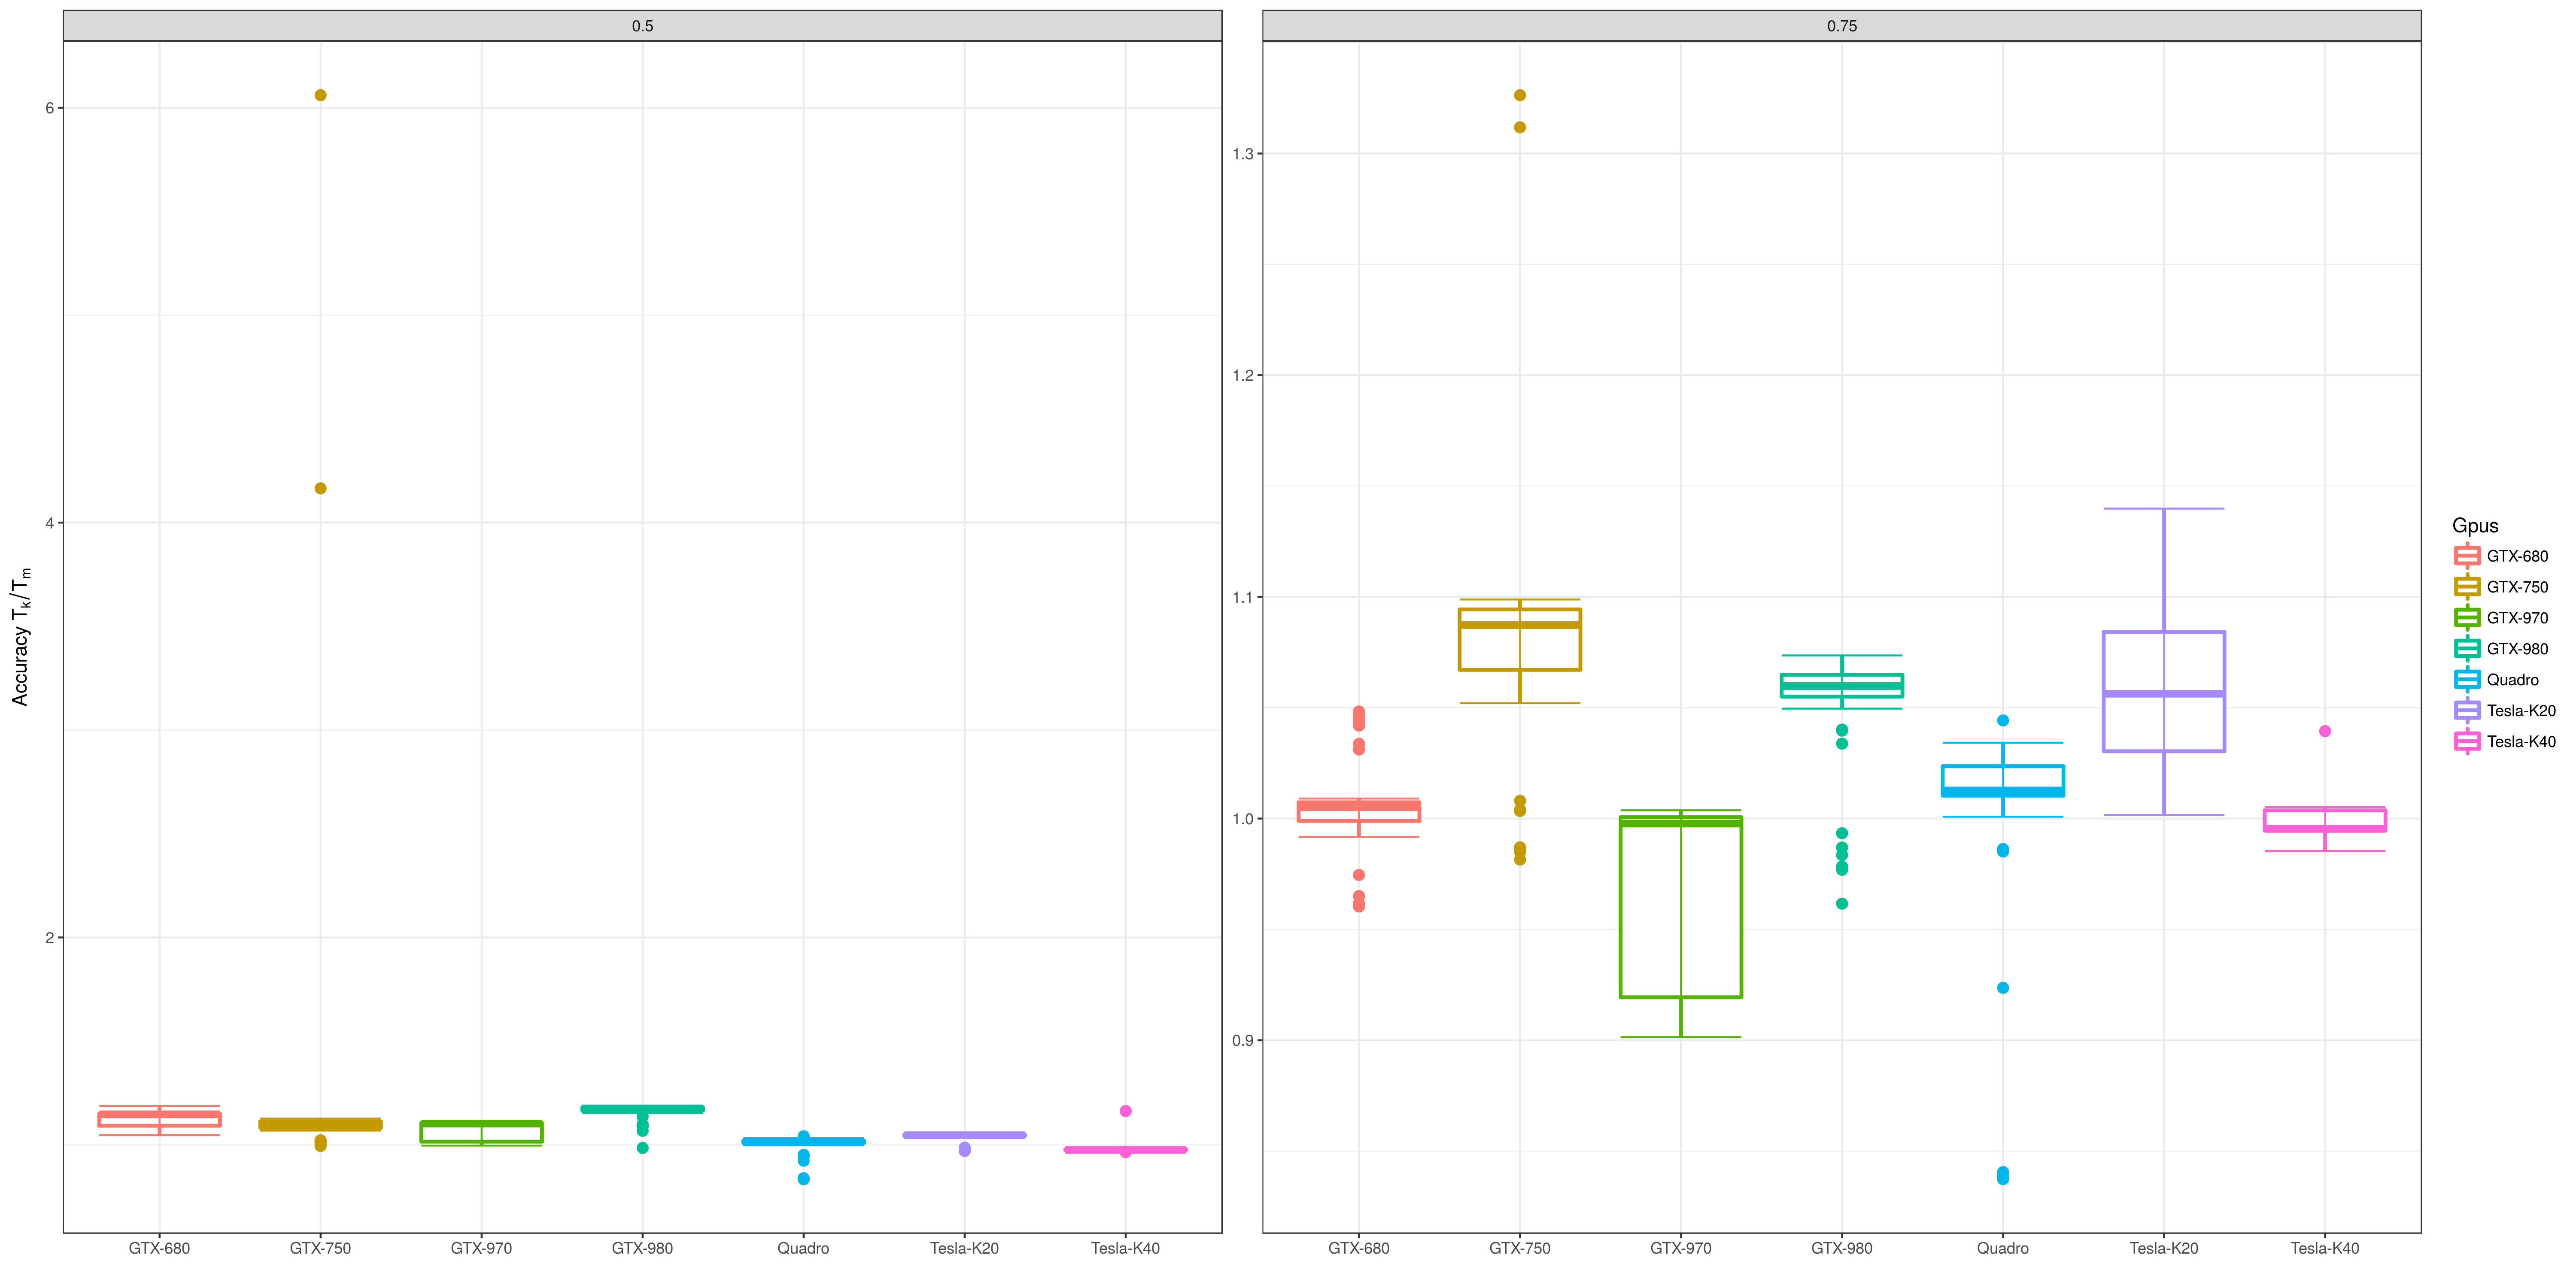 0.5
0.75
Accuracy Tk/Tm
6
4
2
1.3
1.2
1.1
1.0
0.9
GTX-680 GTX-750 GTX-970 GTX-980 Quadro Tesla-K20 Tesla-K40
GTX-680 GTX-750 GTX-970 GTX-980 Quadro Tesla-K20 Tesla-K40
Gpus
GTX-680
GTX-750
GTX-970
GTX-980
Quadro
Tesla-K20
Tesla-K40